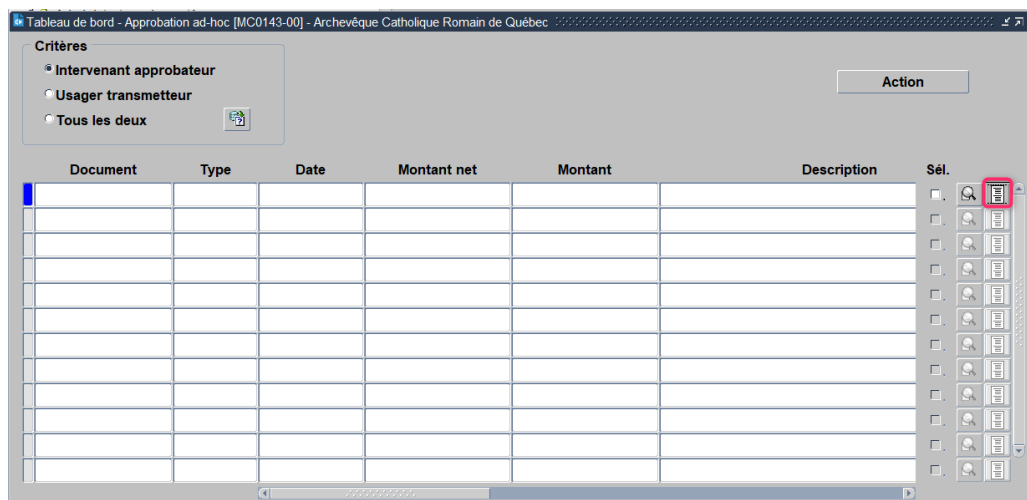 Tableau de bord - Approbation ad-hoc [MC0143-00] - Archevêque Catholique Romain de Québec
Critères
Intervenant approbateur
Usager transmetteur
Tous les deux
Action
Document Type Date Montant net Montant Description Sél.